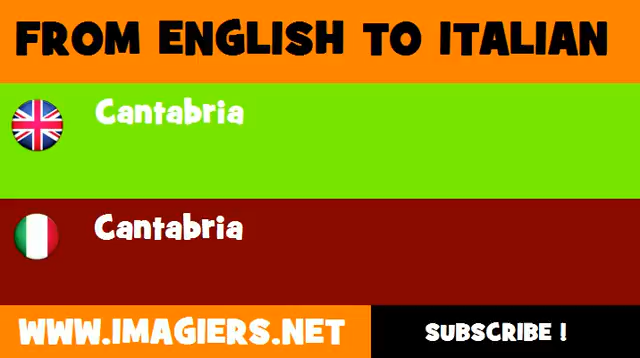 FROM ENGLISH TO ITALIAN
Cantabria
Cantabria
WWW.IMAGIERS.NET
SUBSCRIBE !